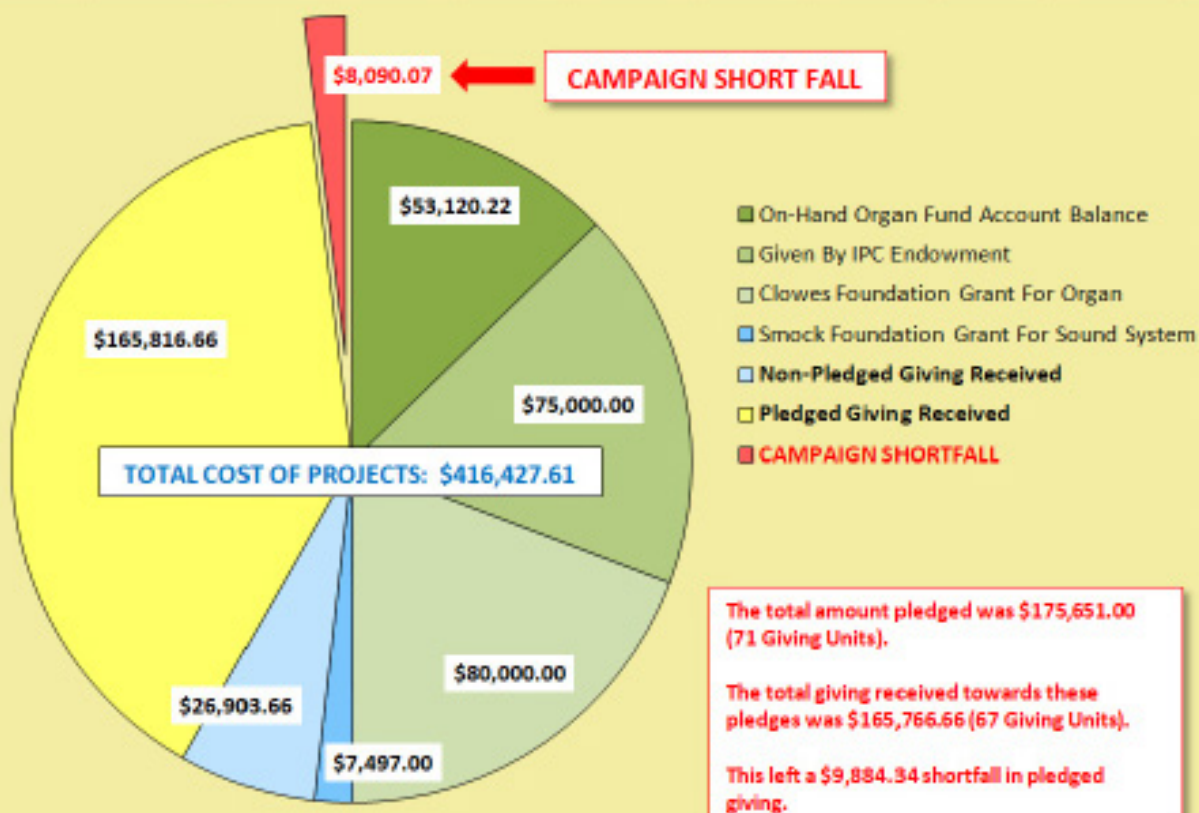 $8,090.07
CAMPAIGN SHORT FALL
$53,120.22
$165,816.66
$75,000.00
TOTAL COST OF PROJECTS: $416,427.61
$80,000.00
$26,903.66
$7,497.00
On-Hand Organ Fund Account Balance
Given By IPC Endowment
Clowes Foundation Grant For Organ
Smock Foundation Grant For Sound System
Non-Pledged Giving Received
Pledged Giving Received
CAMPAIGN SHORTFALL
The total amount pledged was $175,651.00
(71 Giving Units).
The total giving received towards these
pledges was $165,766.66 (67 Giving Units).
This left a $9,884.34 shortfall in pledged
giving.